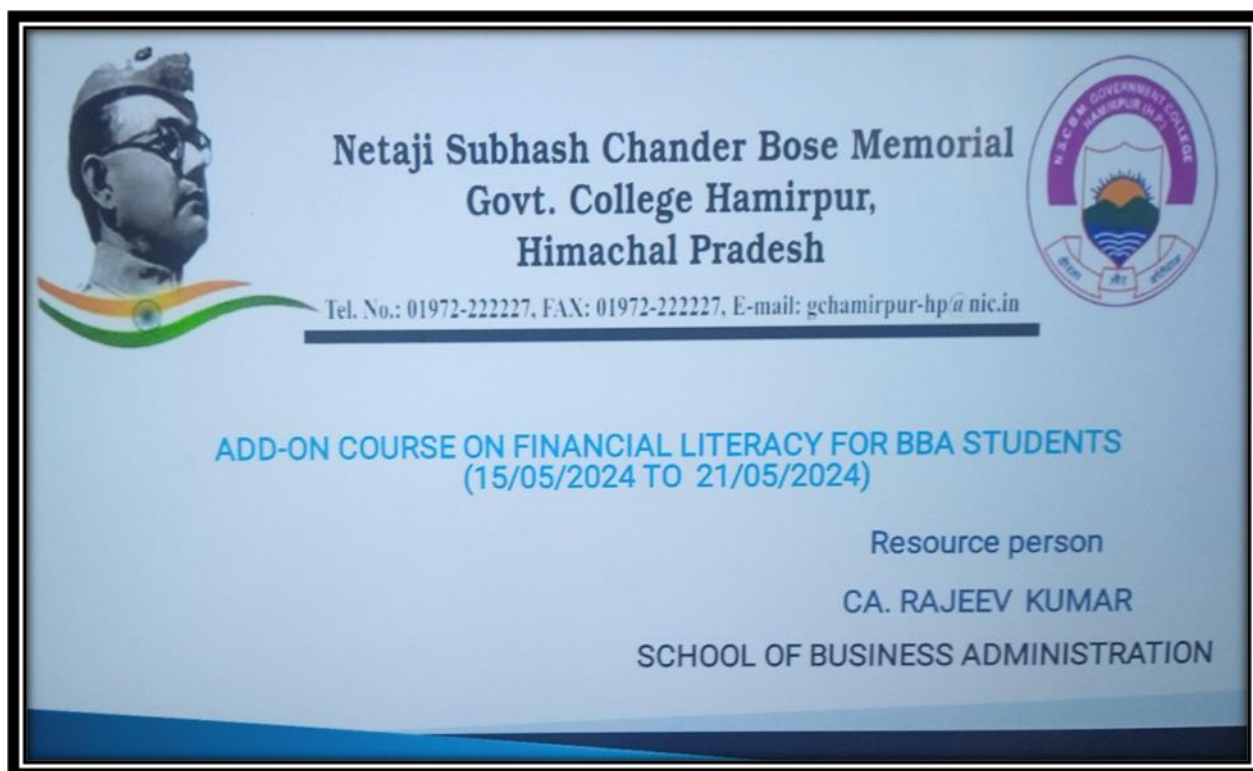 Netaji Subhash Chander Bose Memorial
Govt. College Hamirpur,
Himachal Pradesh
Tel. No.: 01972-222227, FAX: 01972-222227, E-mail: gchamirpur-hp@nic.in
N.S.C.B.M. GOVERNMENT COLLEGE
HAMIRPUR (H.P.)
और
ADD-ON COURSE ON FINANCIAL LITERACY FOR BBA STUDENTS
(15/05/2024 TO 21/05/2024)
Resource person
CA. RAJEEV KUMAR
SCHOOL OF BUSINESS ADMINISTRATION